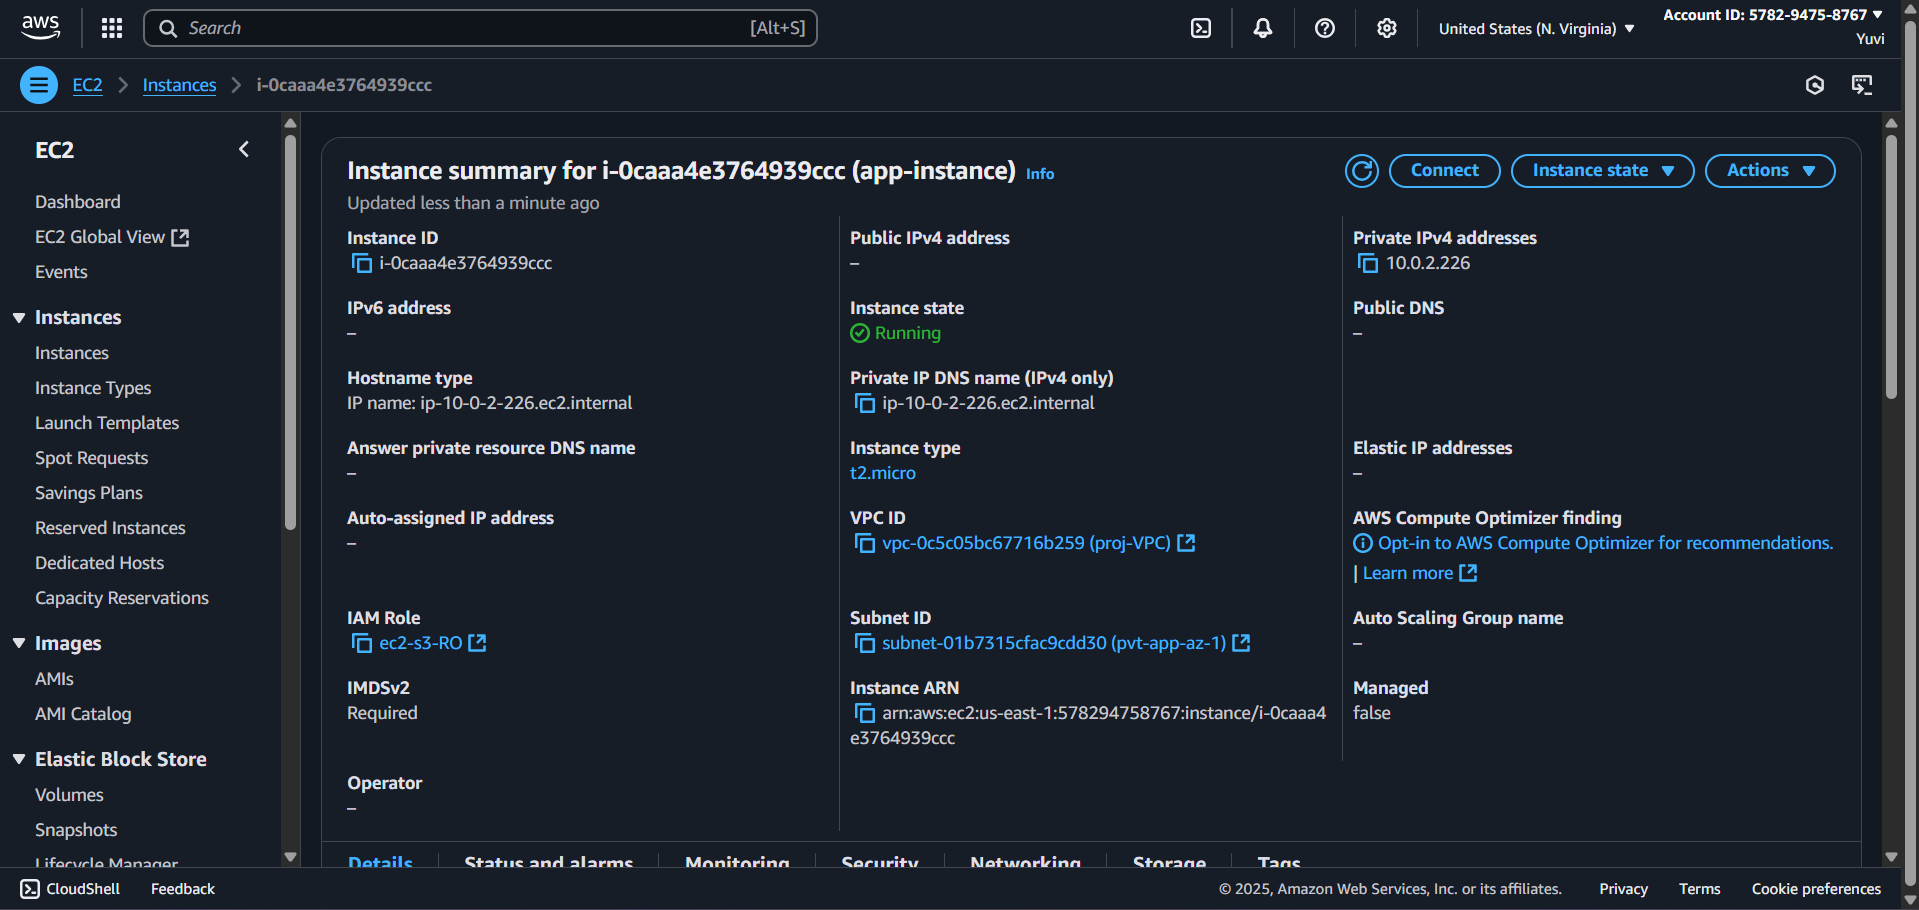 aws
Search [Alt+S]
United States (N. Virginia)
Account ID: 5782-9475-8767
Yuvi
EC2 Instances i-0caaa4e3764939ccc
EC2
Dashboard
EC2 Global View
Events
Instances
Instances
Instance Types
Launch Templates
Spot Requests
Savings Plans
Reserved Instances
Dedicated Hosts
Capacity Reservations
Images
AMIs
AMI Catalog
Elastic Block Store
Volumes
Snapshots
Lifecycle Manager
Instance summary for i-0caaa4e3764939ccc (app-instance) Info
Updated less than a minute ago
Connect
Instance state
Actions
Instance ID
i-0caaa4e3764939ccc
Public IPv4 address
–
Private IPv4 addresses
10.0.2.226
IPv6 address
–
Instance state
Running
Public DNS
–
Hostname type
IP name: ip-10-0-2-226.ec2.internal
Private IP DNS name (IPv4 only)
ip-10-0-2-226.ec2.internal
Answer private resource DNS name
–
Instance type
t2.micro
Elastic IP addresses
–
Auto-assigned IP address
–
VPC ID
vpc-0c5c05bc67716b259 (proj-VPC)
AWS Compute Optimizer finding
Opt-in to AWS Compute Optimizer for recommendations.
| Learn more
IAM Role
ec2-s3-RO
Subnet ID
subnet-01b7315cfac9cdd30 (pvt-app-az-1)
Auto Scaling Group name
–
IMDSv2
Required
Instance ARN
arn:aws:ec2:us-east-1:578294758767:instance/i-0caaa4
e3764939ccc
Managed
false
Operator
–
Details Status and alarms Monitoring Security Networking Storage Tags
CloudShell Feedback
© 2025, Amazon Web Services, Inc. or its affiliates. Privacy Terms Cookie preferences